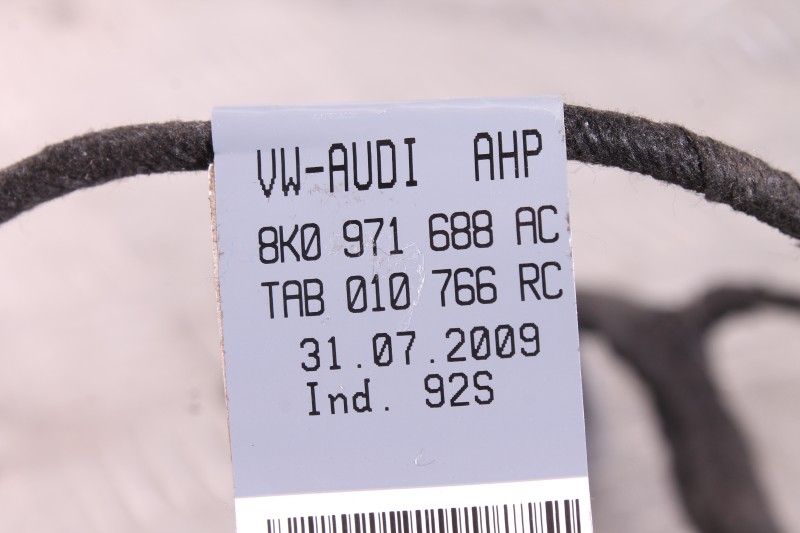 VW-AUDI AHP
8K0 971 688 AC
TAB 010 766 RC
31.07.2009
Ind. 92S